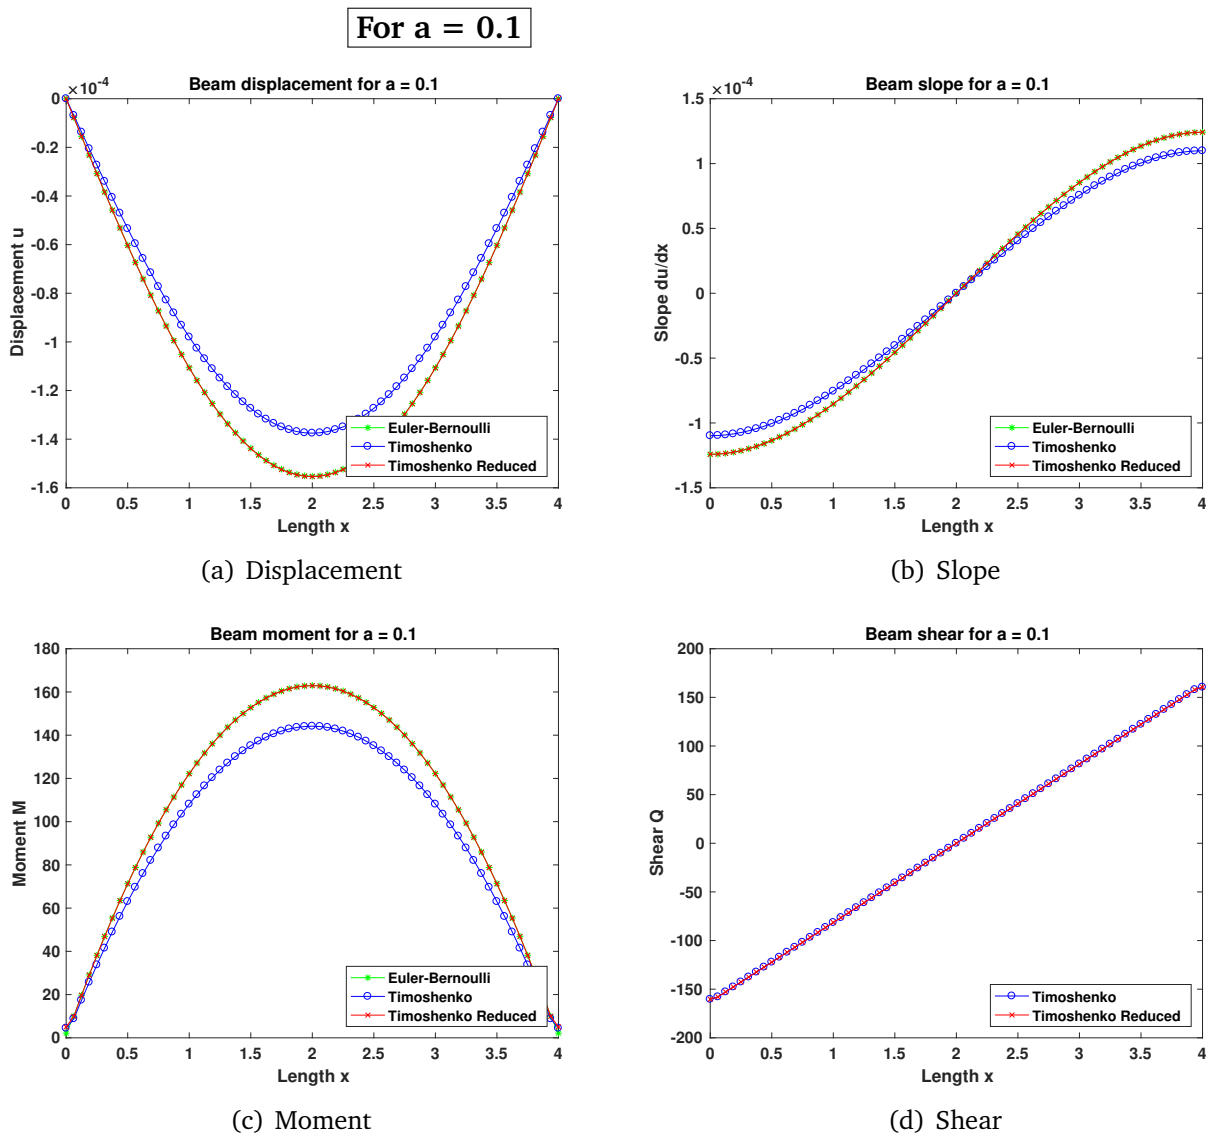 For a = 0.1
Beam displacement for a = 0.1
×10-4
0
-0.2
-0.4
-0.6
-0.8
-1
-1.2
-1.4
-1.6
Displacement u
0 0.5 1 1.5 2 2.5 3 3.5 4
Length x
Euler-Bernoulli
Timoshenko
Timoshenko Reduced
(a) Displacement
Beam slope for a = 0.1
×10-4
1.5
1
0.5
0
-0.5
-1
-1.5
Slope du/dx
0 0.5 1 1.5 2 2.5 3 3.5 4
Length x
Euler-Bernoulli
Timoshenko
Timoshenko Reduced
(b) Slope
Beam moment for a = 0.1
180
160
140
120
100
80
60
40
20
0
Moment M
0 0.5 1 1.5 2 2.5 3 3.5 4
Length x
Euler-Bernoulli
Timoshenko
Timoshenko Reduced
(c) Moment
Beam shear for a = 0.1
200
150
100
50
0
-50
-100
-150
-200
Shear Q
0 0.5 1 1.5 2 2.5 3 3.5 4
Length x
Timoshenko
Timoshenko Reduced
(d) Shear